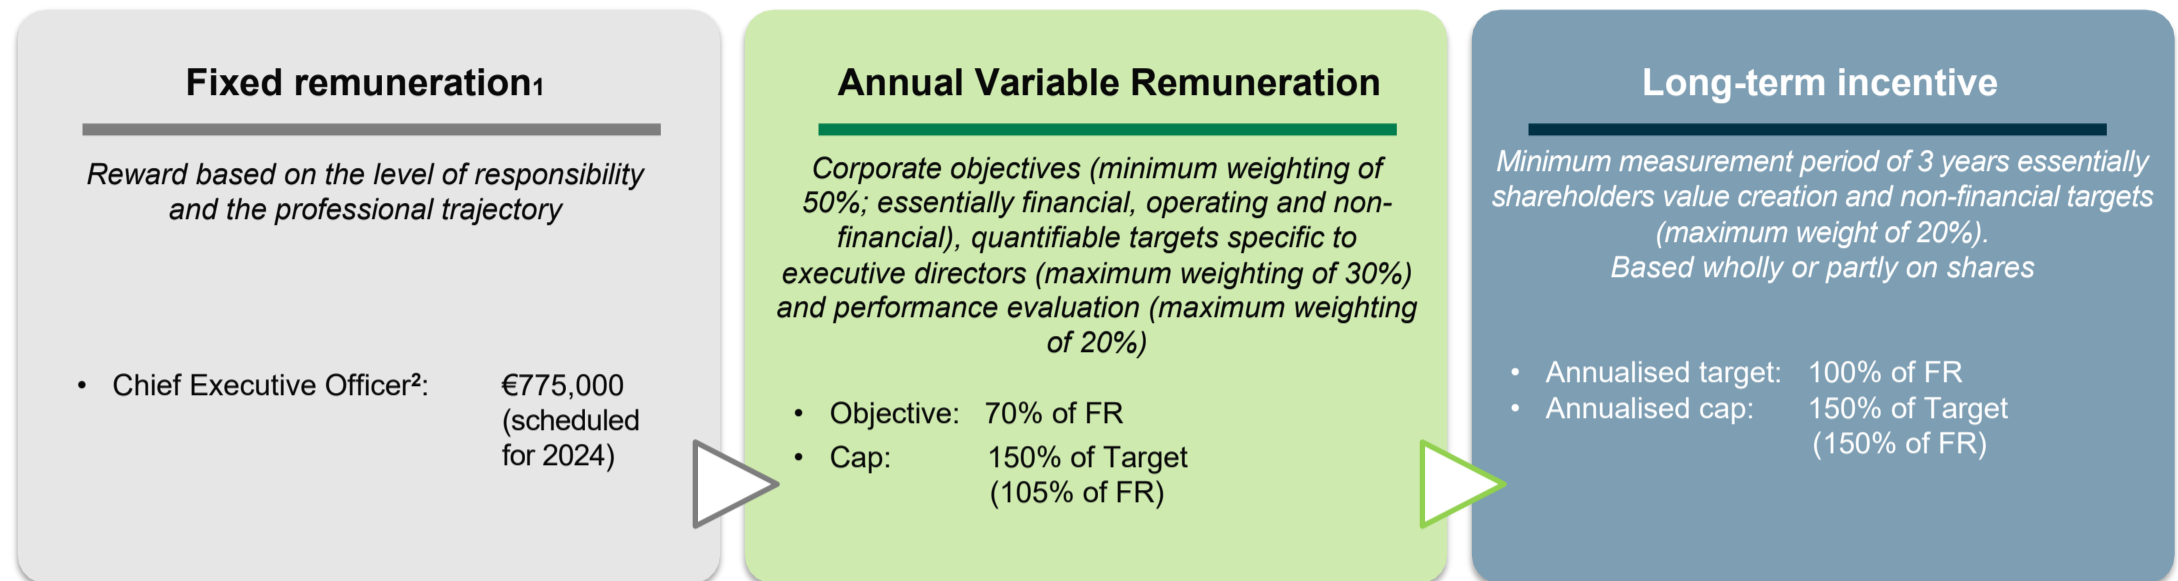 Fixed remuneration1
Reward based on the level of responsibility
and the professional trajectory
• Chief Executive Officer²: €775,000
(scheduled
for 2024)
Annual Variable Remuneration
Corporate objectives (minimum weighting of
50%; essentially financial, operating and non-
financial), quantifiable targets specific to
executive directors (maximum weighting of 30%)
and performance evaluation (maximum weighting
of 20%)
• Objective: 70% of FR
• Cap: 150% of Target
(105% of FR)
Long-term incentive
Minimum measurement period of 3 years essentially
shareholders value creation and non-financial targets
(maximum weight of 20%).
Based wholly or partly on shares
• Annualised target: 100% of FR
• Annualised cap: 150% of Target
(150% of FR)